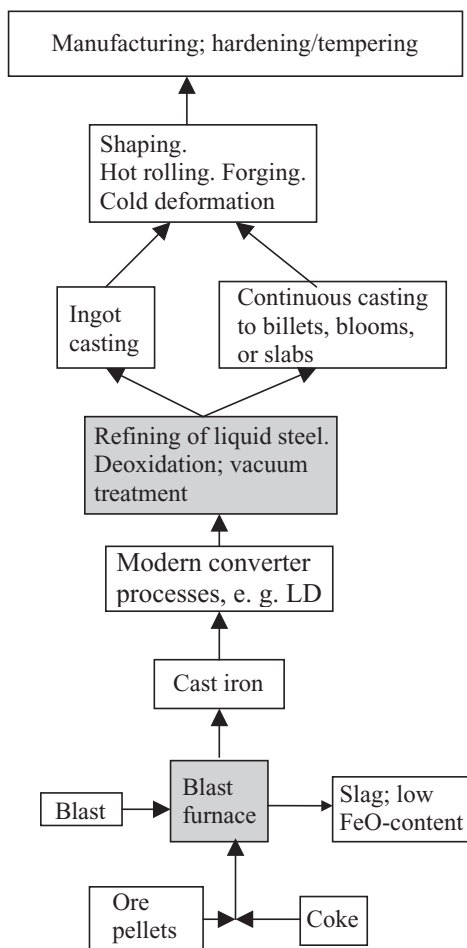 Manufacturing; hardening/tempering
Shaping.
Hot rolling. Forging.
Cold deformation
Ingot
casting
Continuous casting
to billets, blooms,
or slabs
Refining of liquid steel.
Deoxidation; vacuum
treatment
Modern converter
processes, e. g. LD
Cast iron
Blast
Blast
furnace
Slag; low
FeO-content
Ore
pellets
Coke